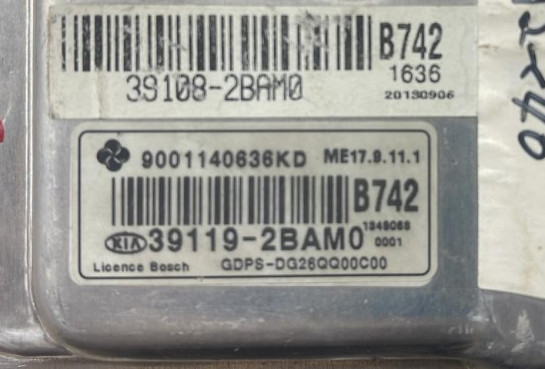 B742
1636
39108-2BAM0
20130906
9001140636KD ME17.9.11.1
B742
KIA 39119-2BAM0
0001
Licence Bosch GDPS-DG26QQ00C00